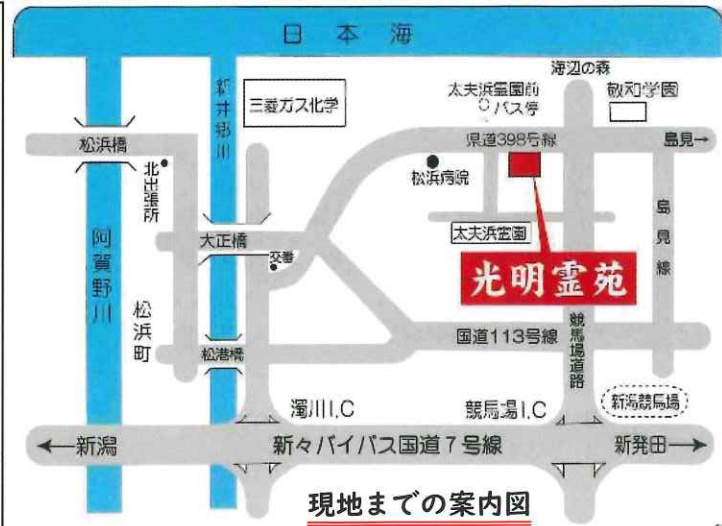 日本海
海辺の森
太夫浜霊園前
バス停
敬和学園
新井郷川
三菱ガス化学
松浜橋
県道398号線
島見→
北出張所
松浜病院
大正橋
交番
太夫浜霊園
島見線
阿賀野川
光明霊苑
松浜町
松港橋
国道113号線
競馬場道路
濁川I.C
競馬場I.C
新潟競馬場
←新潟
新々バイパス国道7号線
新発田→
現地までの案内図